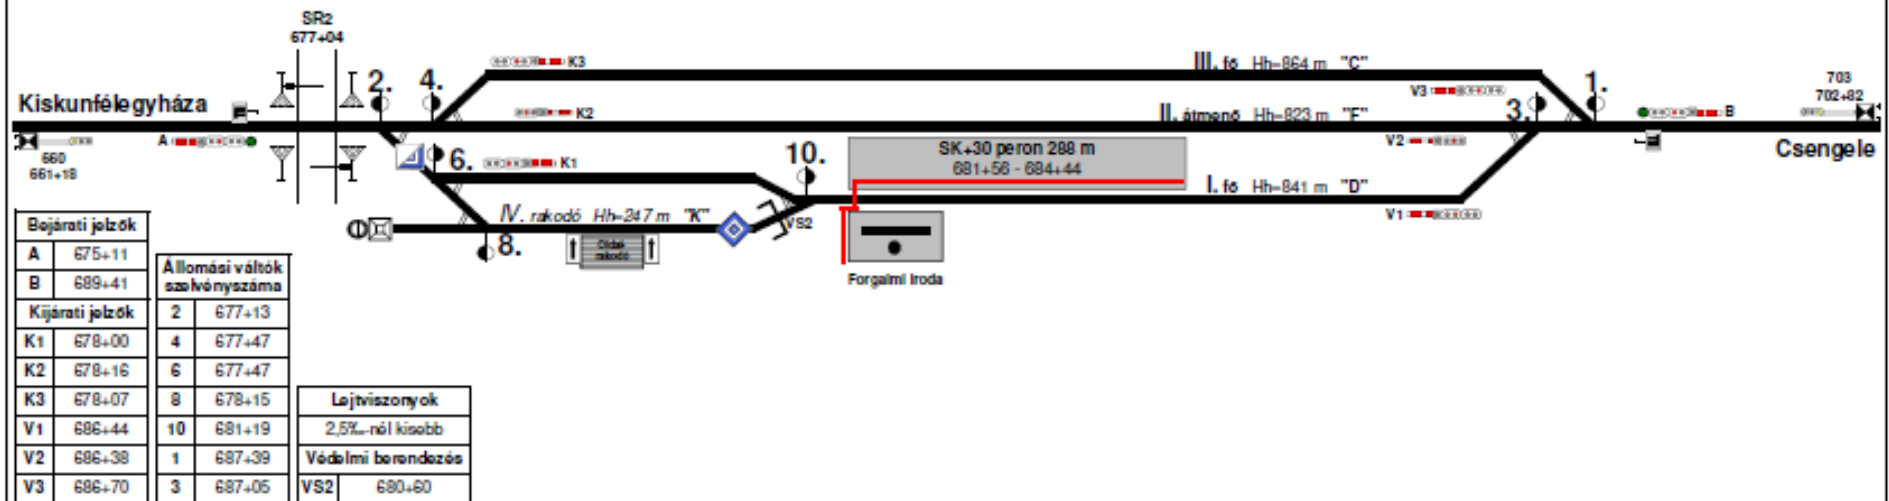 SR2
677+04
K3
III. fő Hh=864 m "C"
703
702+82
2.
4.
V3
1.
Kiskunfélegyháza
K2
II. átmenő Hh=823 m "F"
3.
B
A
V2
660
661+18
6.
K1
10.
SK+30 peron 288 m
681+56 - 684+44
Csengele
I. fő Hh=841 m "D"
IV. rakodó Hh=247 m "K"
VS2
V1
8.
Oldal
rakodó
Forgalmi Iroda
Bejárati jelzők
A 675+11
B 689+41
Kijárati jelzők
K1 678+00
K2 678+16
K3 678+07
V1 686+44
V2 686+38
V3 686+70
Állomási váltók
szelvényszáma
2 677+13
4 677+47
6 677+47
8 678+15
10 681+19
1 687+39
3 687+05
Lejtviszonyok
2,5‰-nél kisebb
Védelmi berendezés
VS2 680+60